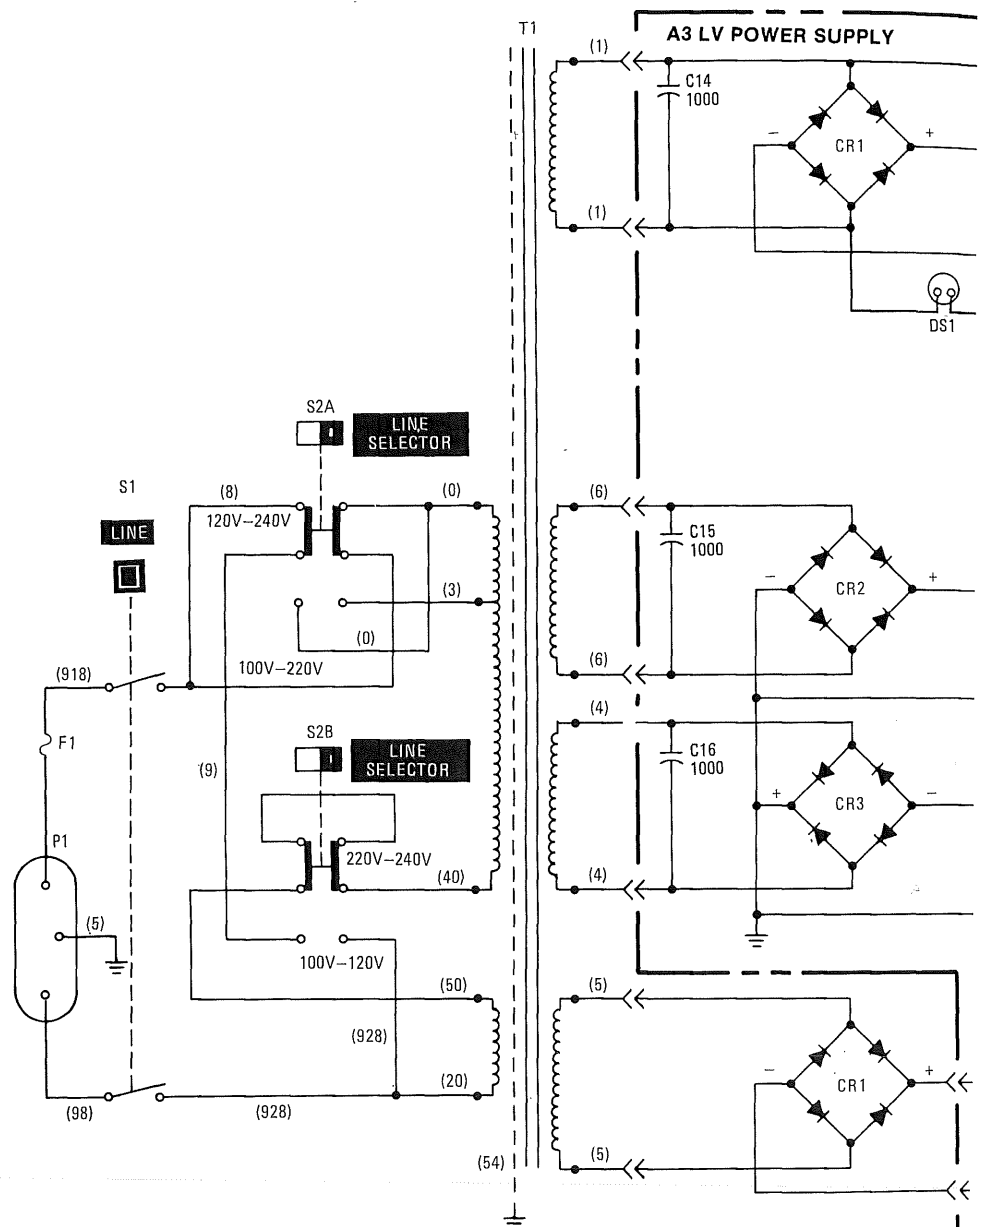 T1
A3 LV POWER SUPPLY
(1)
C14
1000
CR1
−
+
(1)
DS1
S2A
LINE
SELECTOR
S1
LINE
(8)
120V−240V
(0)
(3)
(0)
100V−220V
(6)
C15
1000
CR2
−
+
(6)
(918)
F1
(9)
S2B
LINE
SELECTOR
220V−240V
(40)
(4)
C16
1000
CR3
+
−
(4)
P1
(5)
100V−120V
(50)
(928)
(20)
(98)
(928)
(54)
(5)
CR1
−
+
(5)